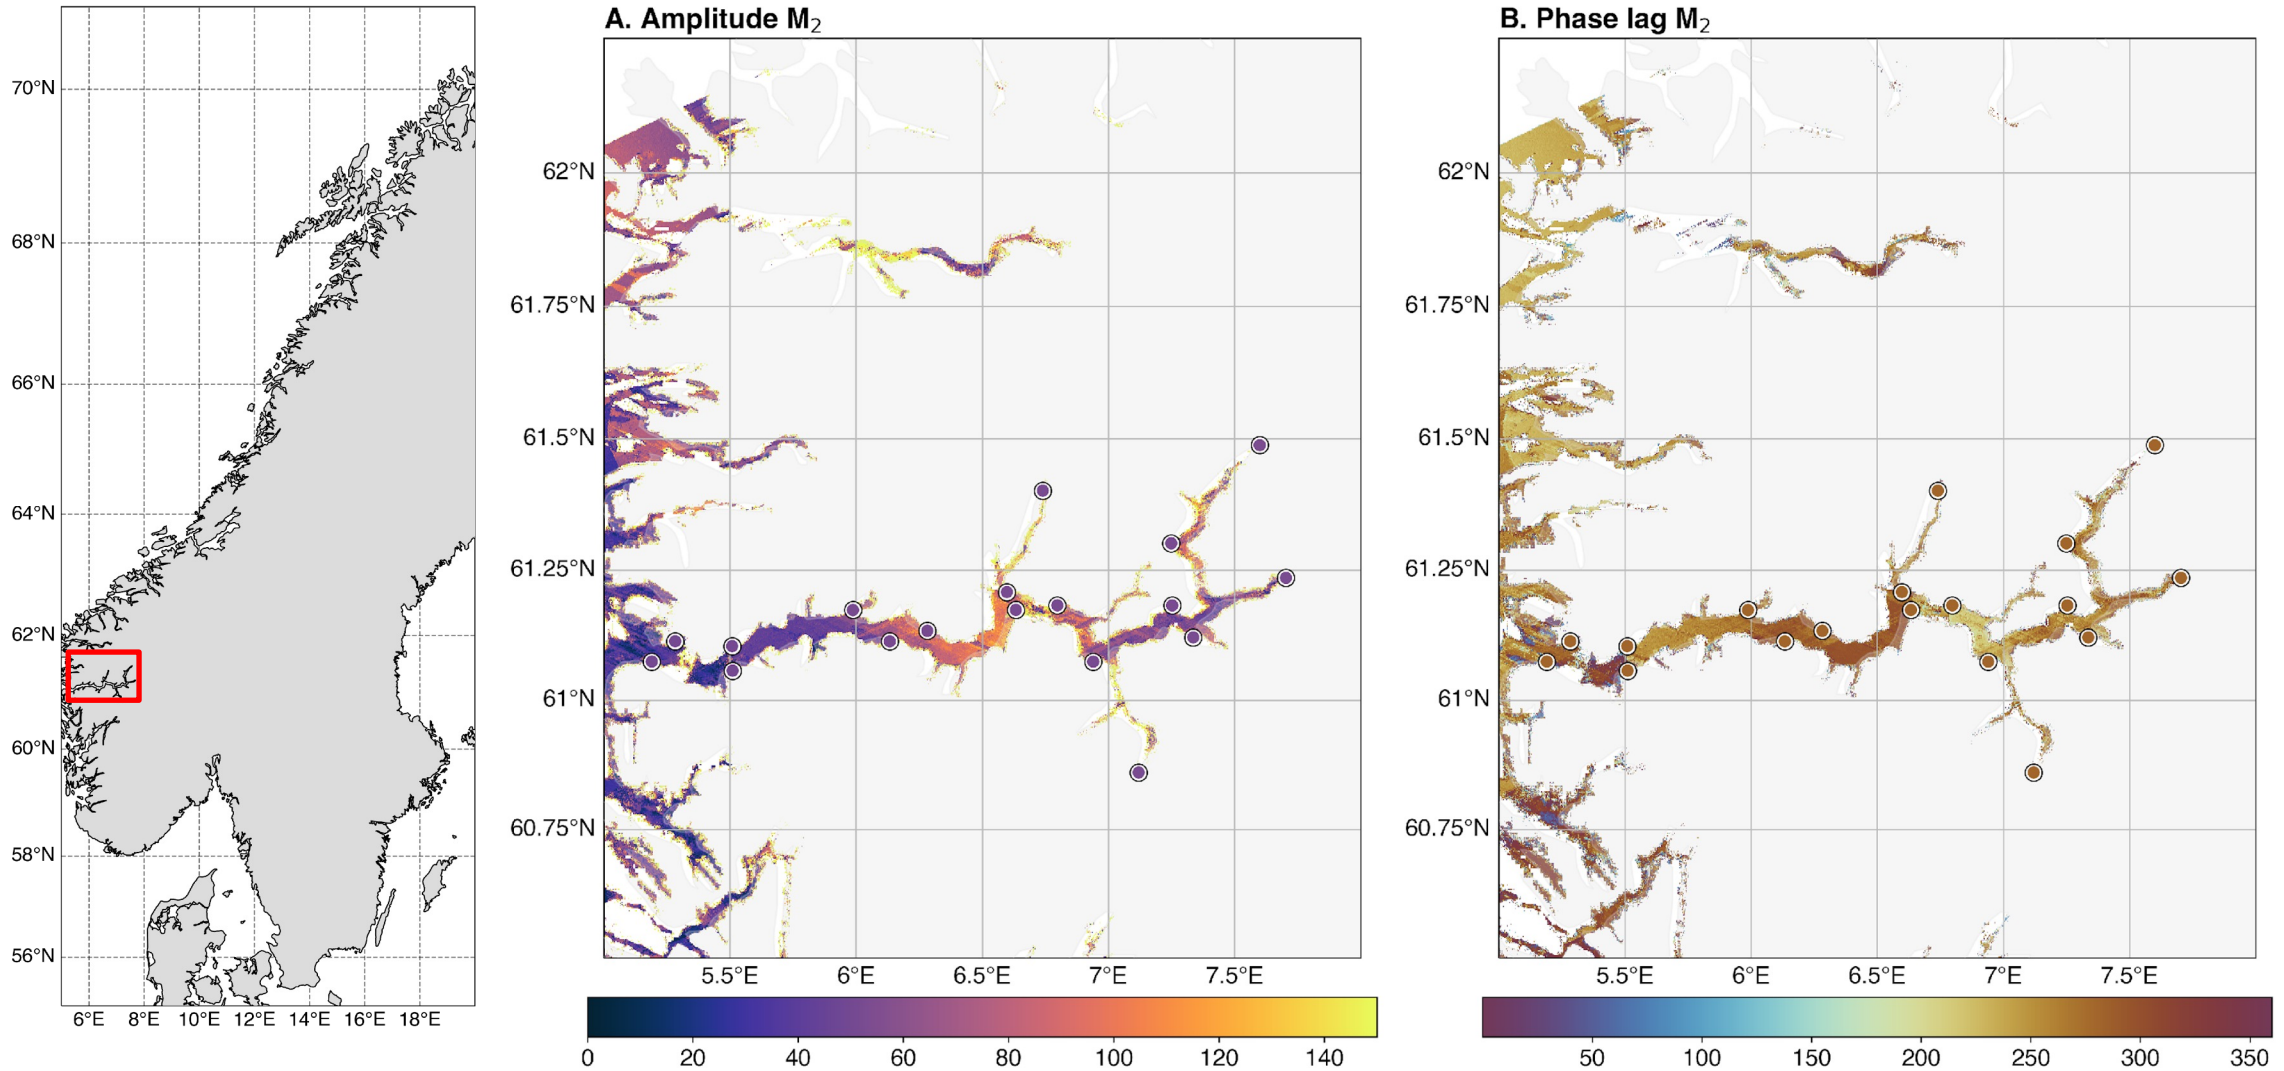 A. Amplitude M₂
B. Phase lag M₂
70°N
68°N
66°N
64°N
62°N
60°N
58°N
56°N
6°E 8°E 10°E 12°E 14°E 16°E 18°E
62°N
61.75°N
61.5°N
61.25°N
61°N
60.75°N
5.5°E 6°E 6.5°E 7°E 7.5°E
0 20 40 60 80 100 120 140
62°N
61.75°N
61.5°N
61.25°N
61°N
60.75°N
5.5°E 6°E 6.5°E 7°E 7.5°E
50 100 150 200 250 300 350